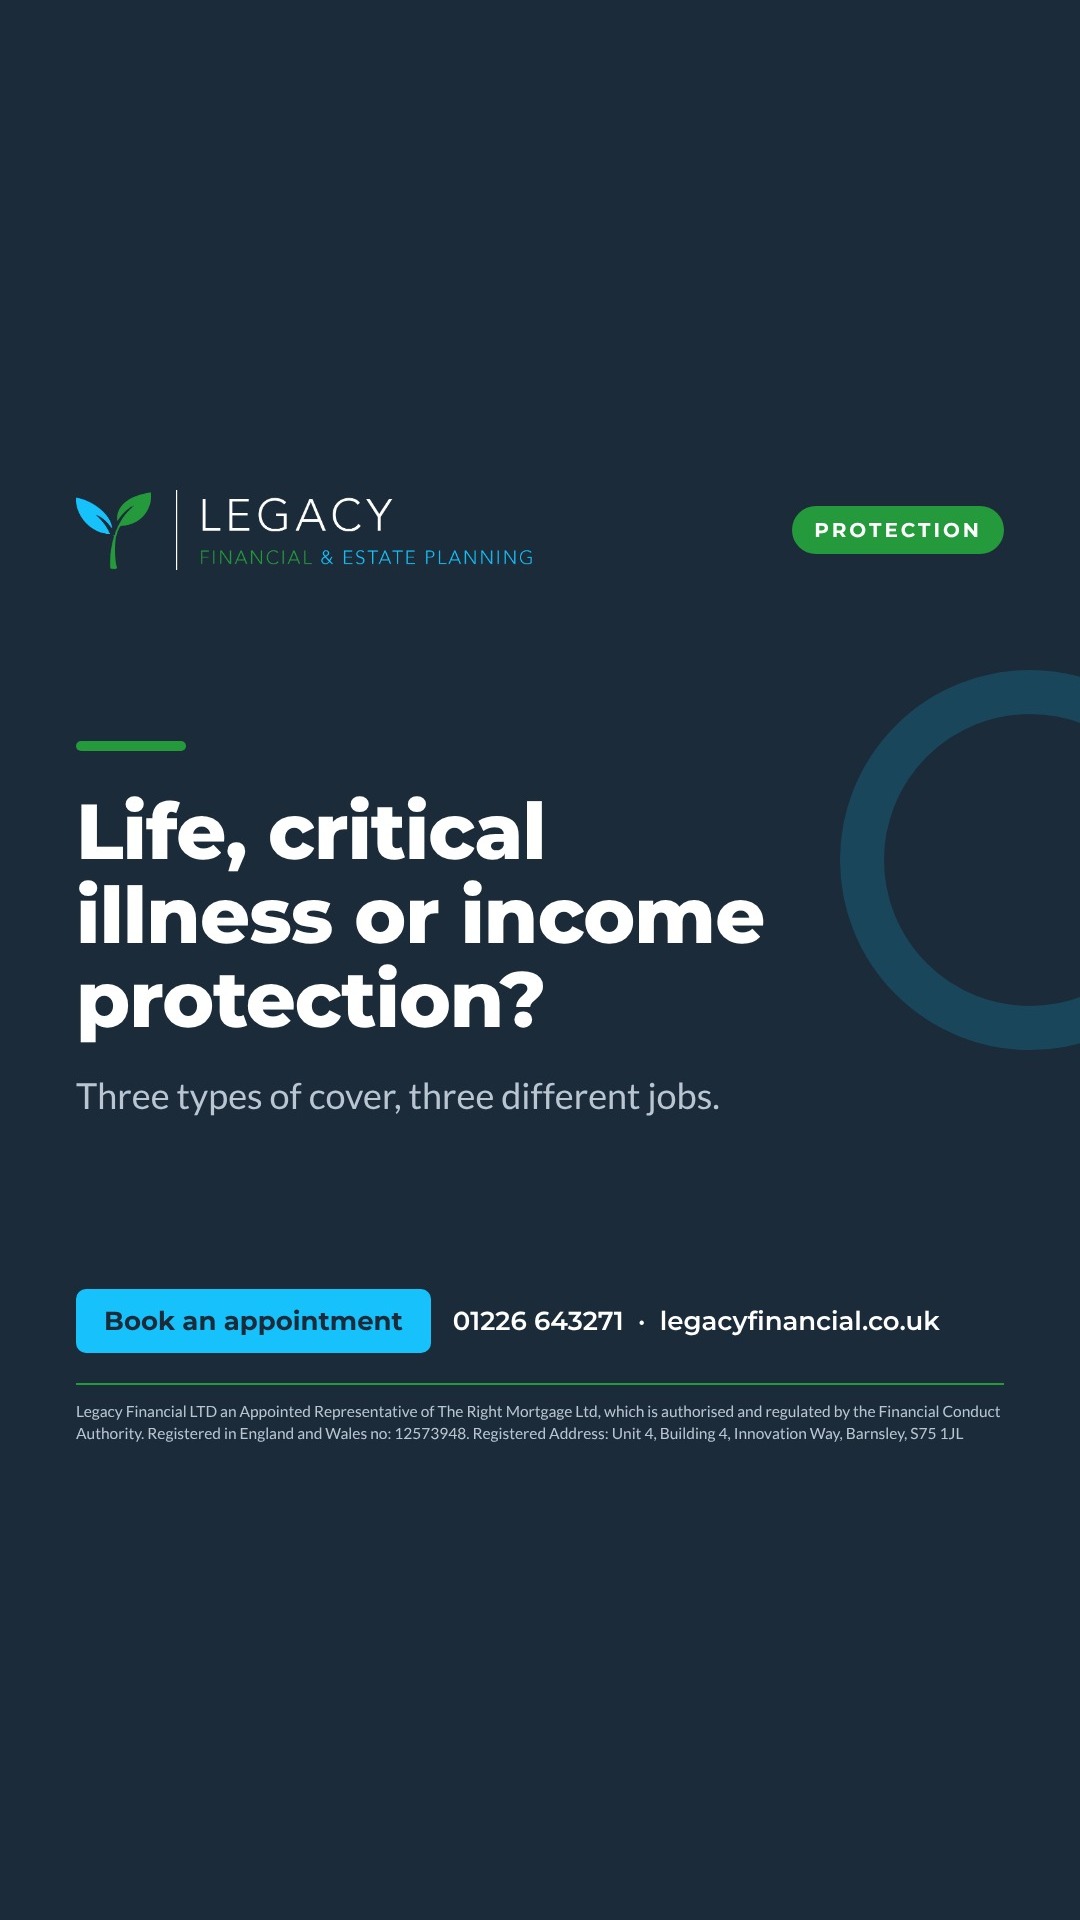 LEGACY
FINANCIAL & ESTATE PLANNING
PROTECTION
Life, critical
illness or income
protection?
Three types of cover, three different jobs.
Book an appointment
01226 643271 · legacyfinancial.co.uk
Legacy Financial LTD an Appointed Representative of The Right Mortgage Ltd, which is authorised and regulated by the Financial Conduct
Authority. Registered in England and Wales no: 12573948. Registered Address: Unit 4, Building 4, Innovation Way, Barnsley, S75 1JL